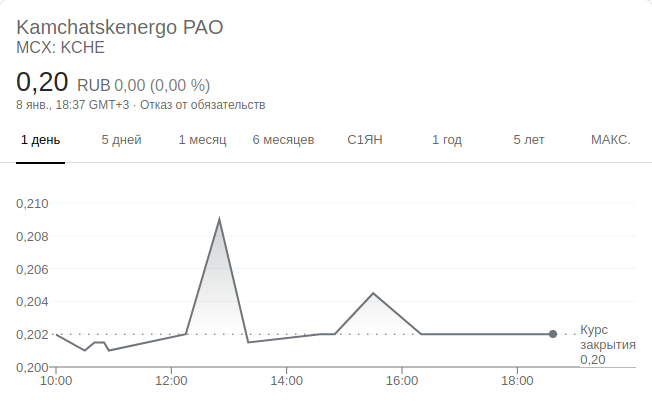 Kamchatskenergo PAO
MCX: KCHE
0,20 RUB 0,00 (0,00 %)
8 янв., 18:37 GMT+3 · Отказ от обязательств
1 день 5 дней 1 месяц 6 месяцев С1ЯН 1 год 5 лет МАКС.
0,210
0,208
0,206
0,204
0,202
0,200
Курс
закрытия
0,20
10:00 12:00 14:00 16:00 18:00